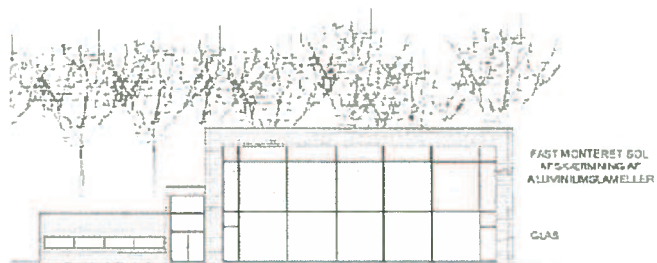 FAST MONTERET SOL
AFSKÆRMNING AF
ALUMINIUMSLAMELLER
GLAS